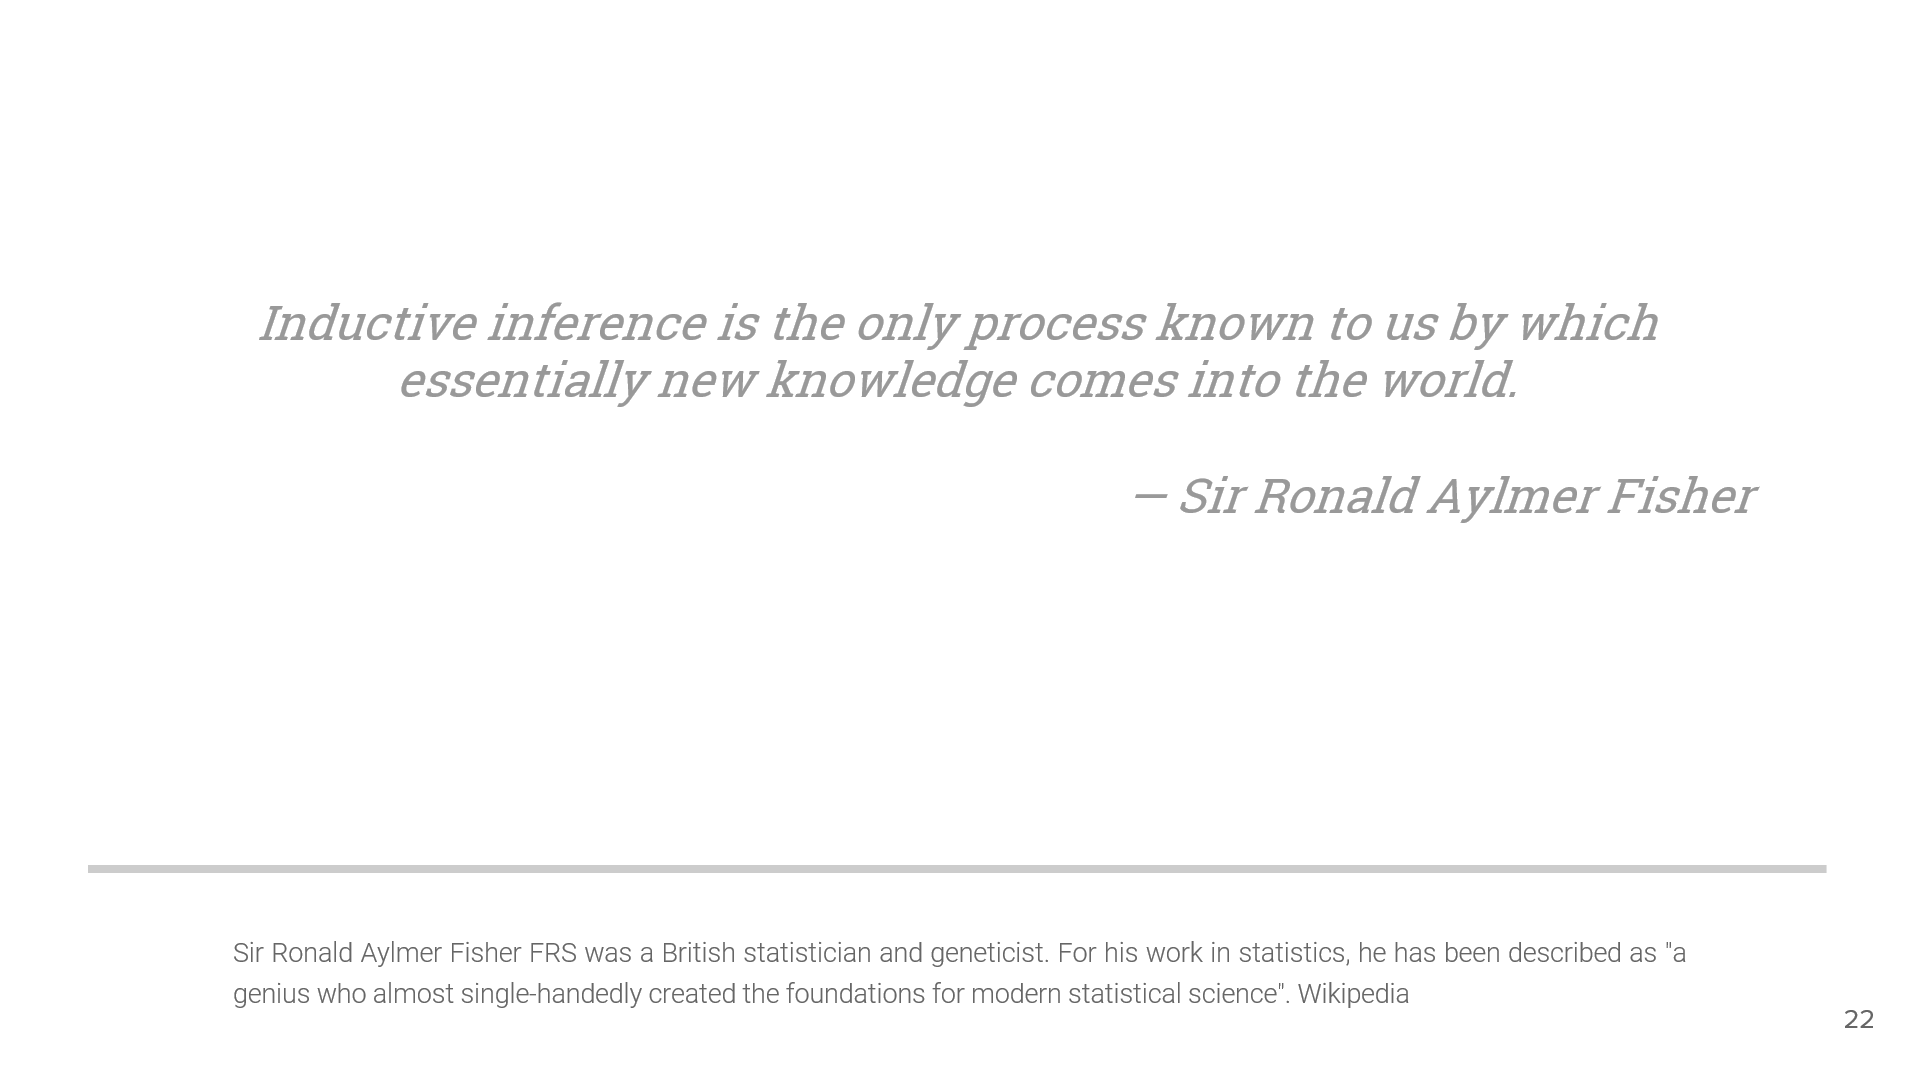 Inductive inference is the only process known to us by which
essentially new knowledge comes into the world.
— Sir Ronald Aylmer Fisher
Sir Ronald Aylmer Fisher FRS was a British statistician and geneticist. For his work in statistics, he has been described as "a
genius who almost single-handedly created the foundations for modern statistical science". Wikipedia
22